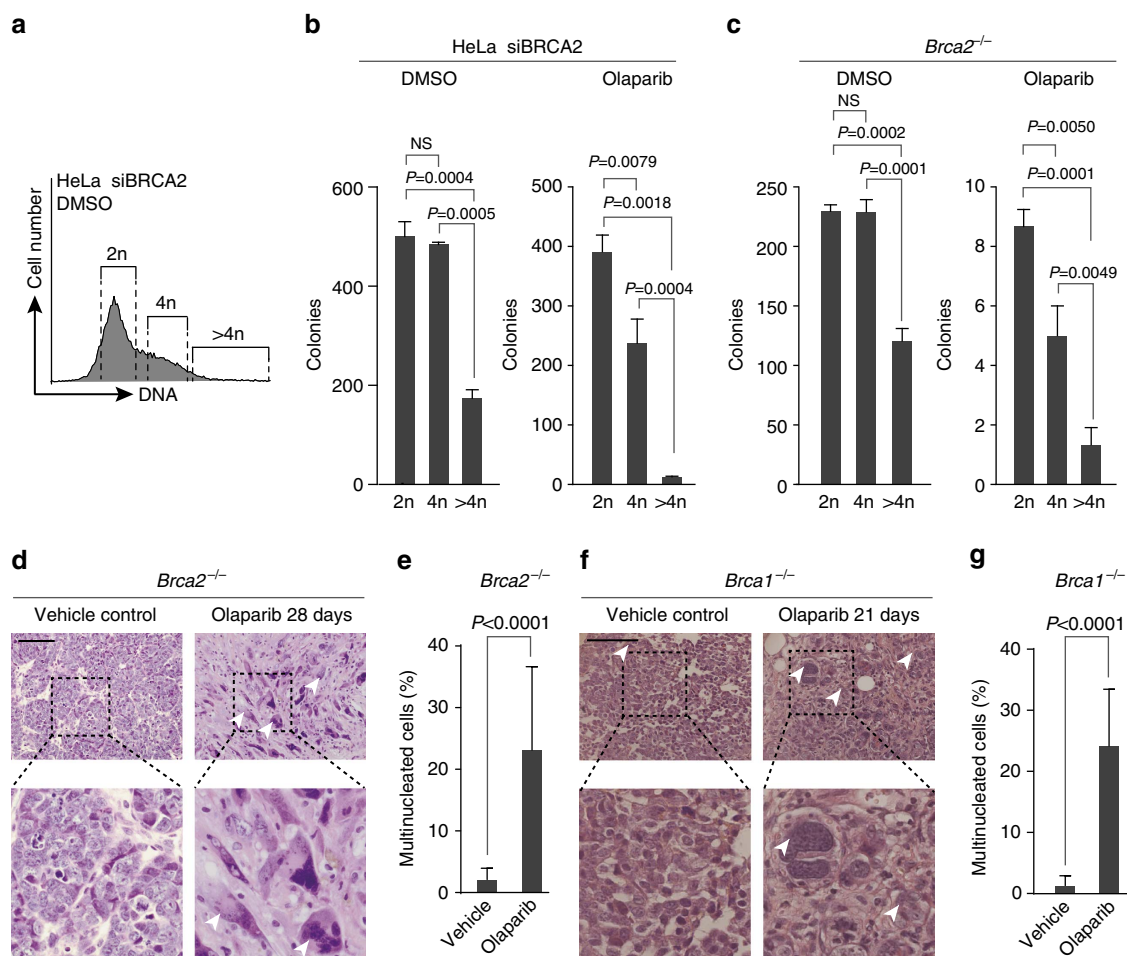 a
HeLa siBRCA2
DMSO
Cell number
2n
4n
>4n
DNA
b
HeLa siBRCA2
DMSO
NS
P=0.0004
P=0.0005
600
400
200
0
Colonies
2n 4n >4n
Olaparib
P=0.0079
P=0.0018
P=0.0004
500
400
300
200
100
0
Colonies
2n 4n >4n
c
Brca2–/–
DMSO
NS
P=0.0002
P=0.0001
250
200
150
100
50
0
Colonies
2n 4n >4n
Olaparib
P=0.0050
P=0.0001
P=0.0049
10
8
6
4
2
0
Colonies
2n 4n >4n
d
Brca2–/–
Vehicle control
Olaparib 28 days
e
Brca2–/–
P<0.0001
40
30
20
10
0
Multinucleated cells (%)
Vehicle
Olaparib
f
Brca1–/–
Vehicle control
Olaparib 21 days
g
Brca1–/–
P<0.0001
40
30
20
10
0
Multinucleated cells (%)
Vehicle
Olaparib